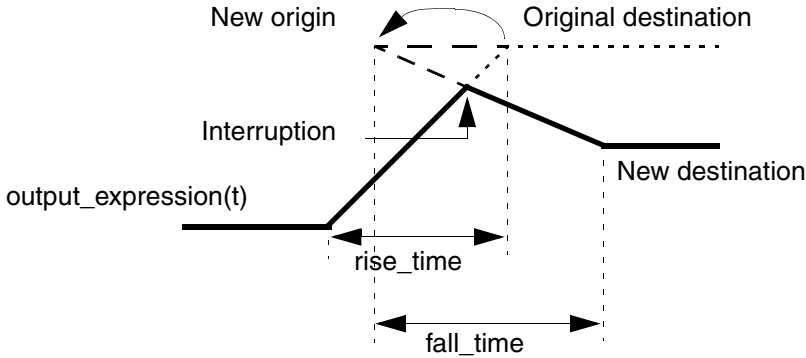 New origin
Original destination
Interruption
New destination
output_expression(t)
rise_time
fall_time